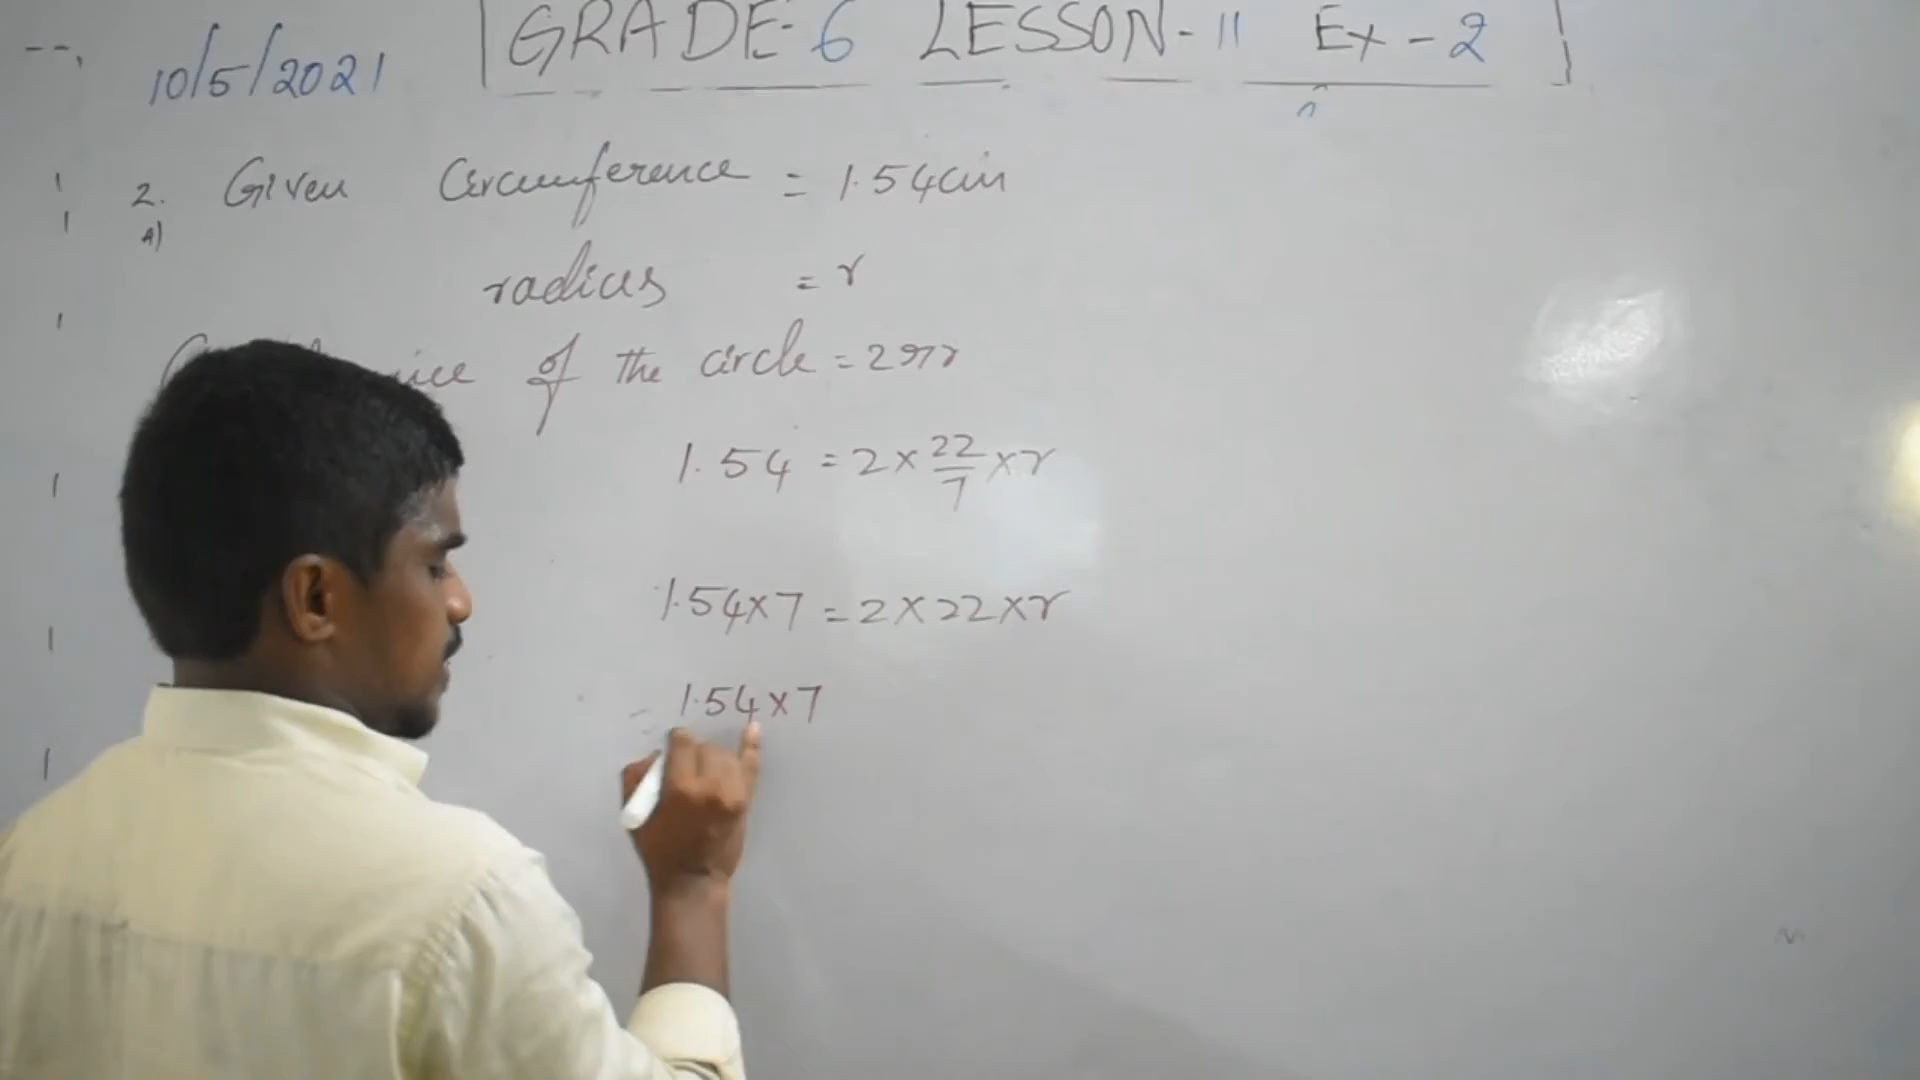 10/5/2021
GRADE-6 LESSON-11 Ex-2
2. Given Circumference = 1.54cm
A)
radius = r
of the circle = 2πr
1.54 = 2 × 22/7 × r
1.54×7 = 2×22×r
1.54×7